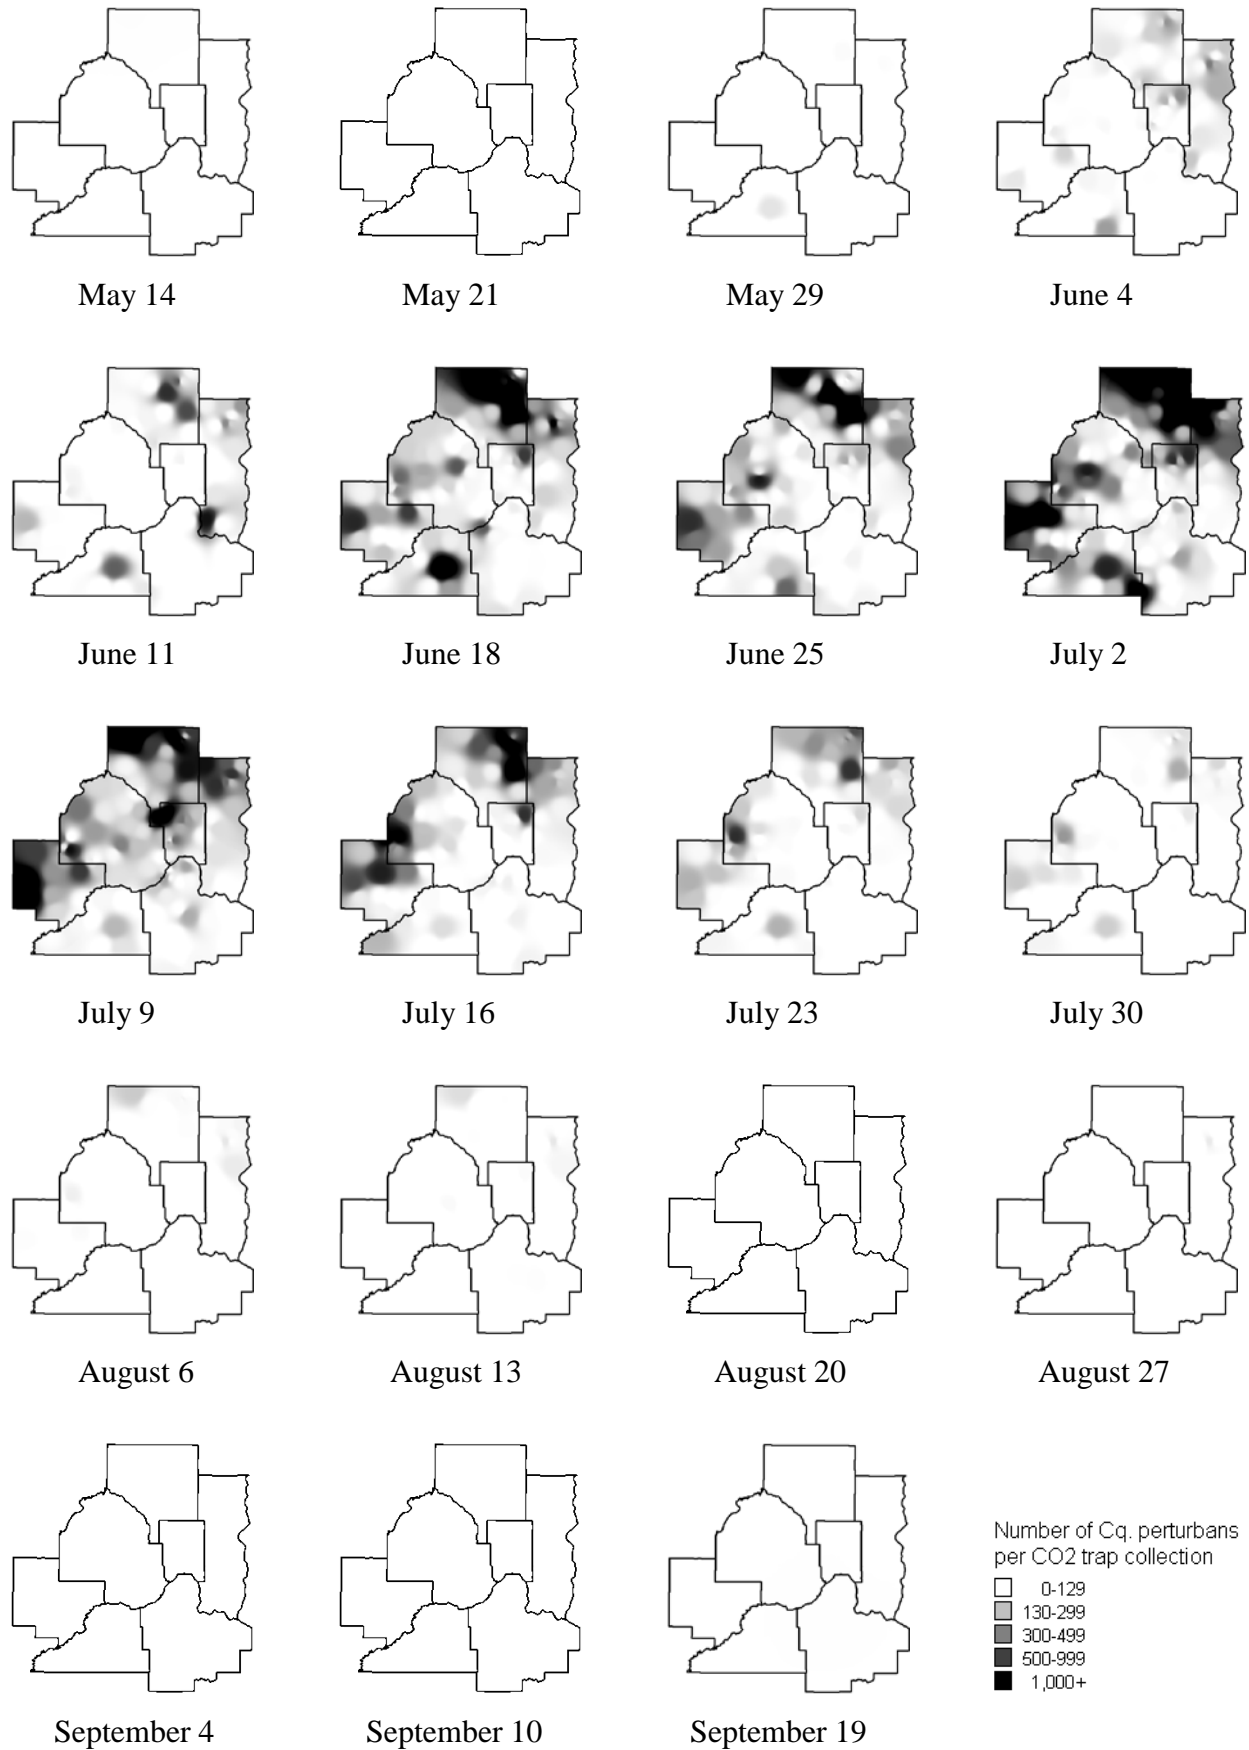 May 14
May 21
May 29
June 4
June 11
June 18
June 25
July 2
July 9
July 16
July 23
July 30
August 6
August 13
August 20
August 27
September 4
September 10
September 19
Number of Cq. perturbans
per CO2 trap collection
0-129
130-299
300-499
500-999
1,000+